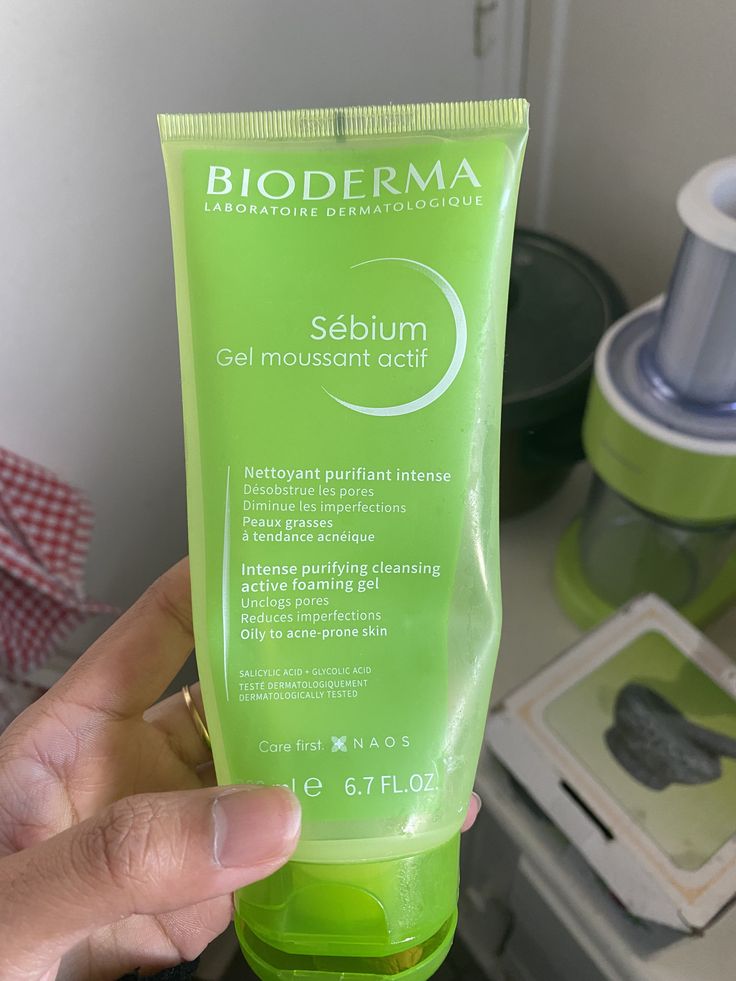 BIODERMA
LABORATOIRE DERMATOLOGIQUE
Sébium
Gel moussant actif
Nettoyant purifiant intense
Désobstrue les pores
Diminue les imperfections
Peaux grasses
à tendance acnéique
Intense purifying cleansing
active foaming gel
Unclogs pores
Reduces imperfections
Oily to acne-prone skin
SALICYLIC ACID + GLYCOLIC ACID
TESTÉ DERMATOLOGIQUEMENT
DERMATOLOGICALLY TESTED
Care first. NAOS
ml e 6.7 FL.OZ.